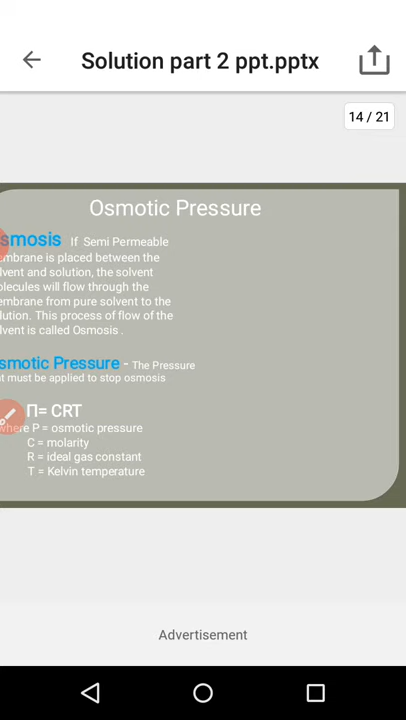 Solution part 2 ppt.pptx
14 / 21
Osmotic Pressure
smosis If Semi Permeable
mbrane is placed between the
lvent and solution, the solvent
olecules will flow through the
embrane from pure solvent to the
lution. This process of flow of the
lvent is called Osmosis .
smotic Pressure - The Pressure
at must be applied to stop osmosis
Π= CRT
where P = osmotic pressure
C = molarity
R = ideal gas constant
T = Kelvin temperature
Advertisement